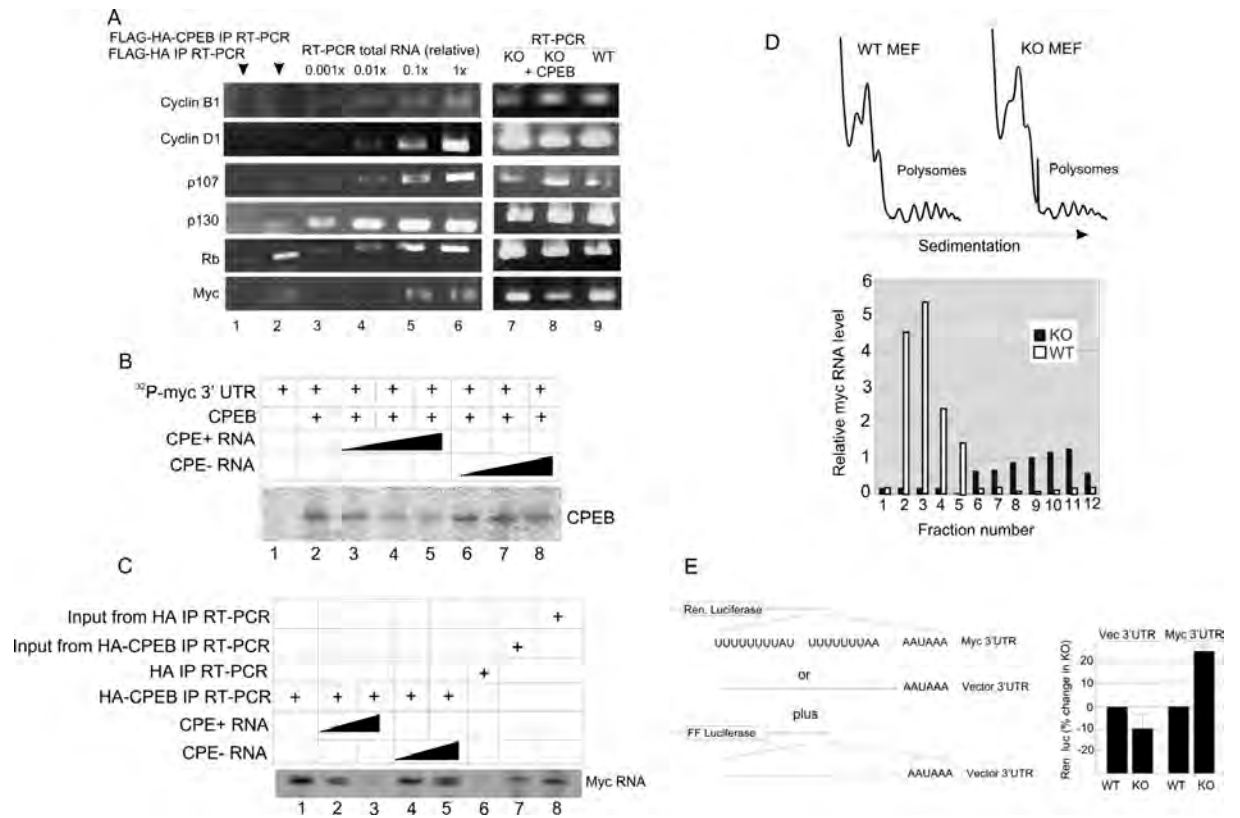 A
FLAG-HA-CPEB IP RT-PCR
FLAG-HA IP RT-PCR
RT-PCR total RNA (relative)
0.001x 0.01x 0.1x 1x
RT-PCR
KO KO WT
+ CPEB
Cyclin B1
Cyclin D1
p107
p130
Rb
Myc
1 2 3 4 5 6 7 8 9
B
32P-myc 3' UTR + + + + + + + +
CPEB + + + + + + +
CPE+ RNA
CPE- RNA
CPEB
1 2 3 4 5 6 7 8
C
Input from HA IP RT-PCR +
Input from HA-CPEB IP RT-PCR +
HA IP RT-PCR +
HA-CPEB IP RT-PCR + + + + +
CPE+ RNA
CPE- RNA
Myc RNA
1 2 3 4 5 6 7 8
D
WT MEF
KO MEF
Polysomes
Polysomes
Sedimentation
Relative myc RNA level
6
5
4
3
2
1
0
KO
WT
1 2 3 4 5 6 7 8 9 10 11 12
Fraction number
E
Ren. Luciferase
UUUUUUUUAU UUUUUUUAA AAUAAA Myc 3'UTR
or
AAUAAA Vector 3'UTR
plus
FF Luciferase
AAUAAA Vector 3'UTR
Vec 3'UTR Myc 3'UTR
Ren luc (% change in KO)
20
10
0
-10
-20
WT KO WT KO